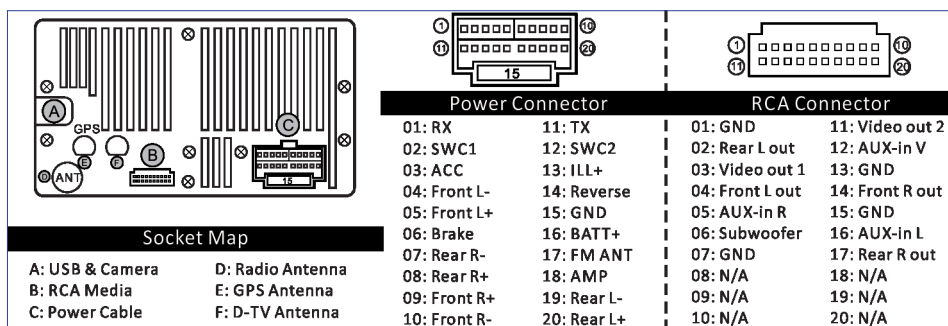 A
GPS
E
F
D
ANT
B
C
15
Socket Map
A: USB & Camera
B: RCA Media
C: Power Cable
D: Radio Antenna
E: GPS Antenna
F: D-TV Antenna
1
10
11
20
15
Power Connector
01: RX
02: SWC1
03: ACC
04: Front L-
05: Front L+
06: Brake
07: Rear R-
08: Rear R+
09: Front R+
10: Front R-
11: TX
12: SWC2
13: ILL+
14: Reverse
15: GND
16: BATT+
17: FM ANT
18: AMP
19: Rear L-
20: Rear L+
1
10
11
20
RCA Connector
01: GND
02: Rear L out
03: Video out 1
04: Front L out
05: AUX-in R
06: Subwoofer
07: GND
08: N/A
09: N/A
10: N/A
11: Video out 2
12: AUX-in V
13: GND
14: Front R out
15: GND
16: AUX-in L
17: Rear R out
18: N/A
19: N/A
20: N/A